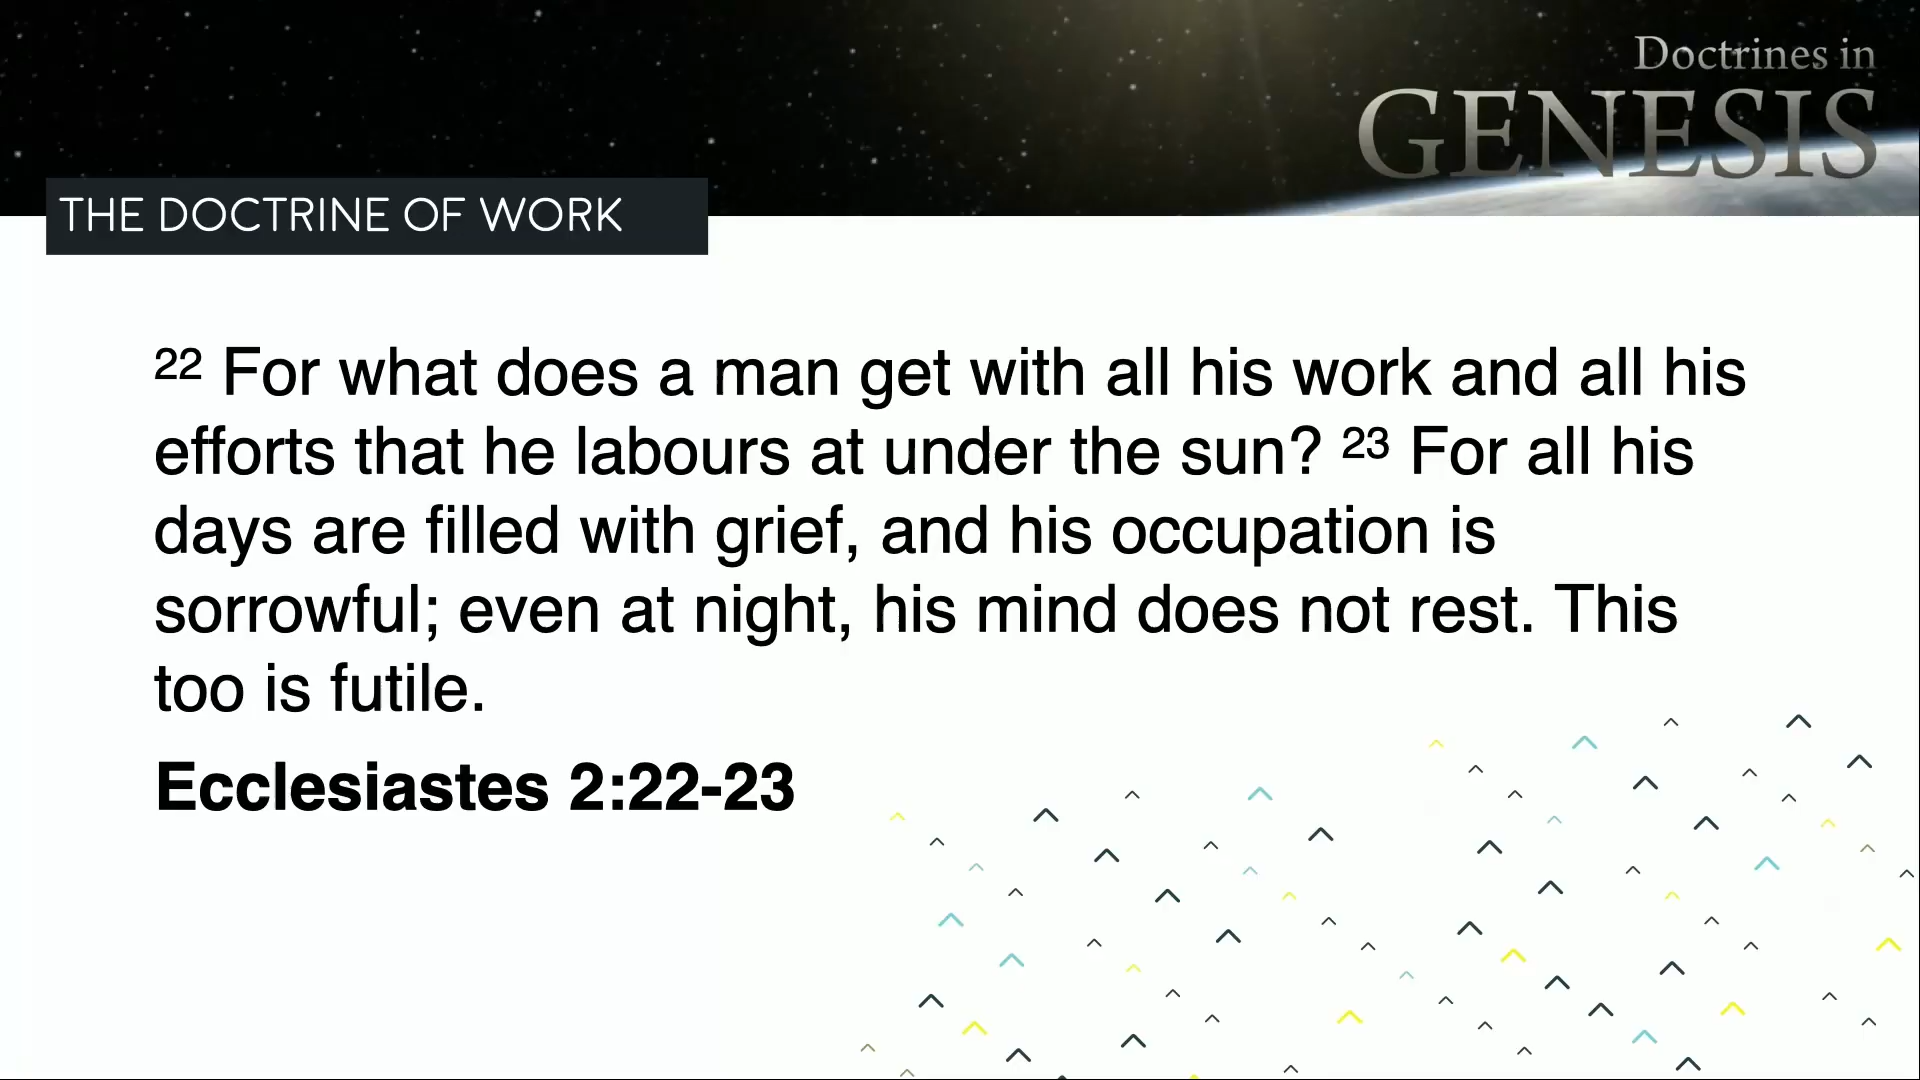 Doctrines in
GENESIS
THE DOCTRINE OF WORK
22 For what does a man get with all his work and all his
efforts that he labours at under the sun? 23 For all his
days are filled with grief, and his occupation is
sorrowful; even at night, his mind does not rest. This
too is futile.
Ecclesiastes 2:22-23